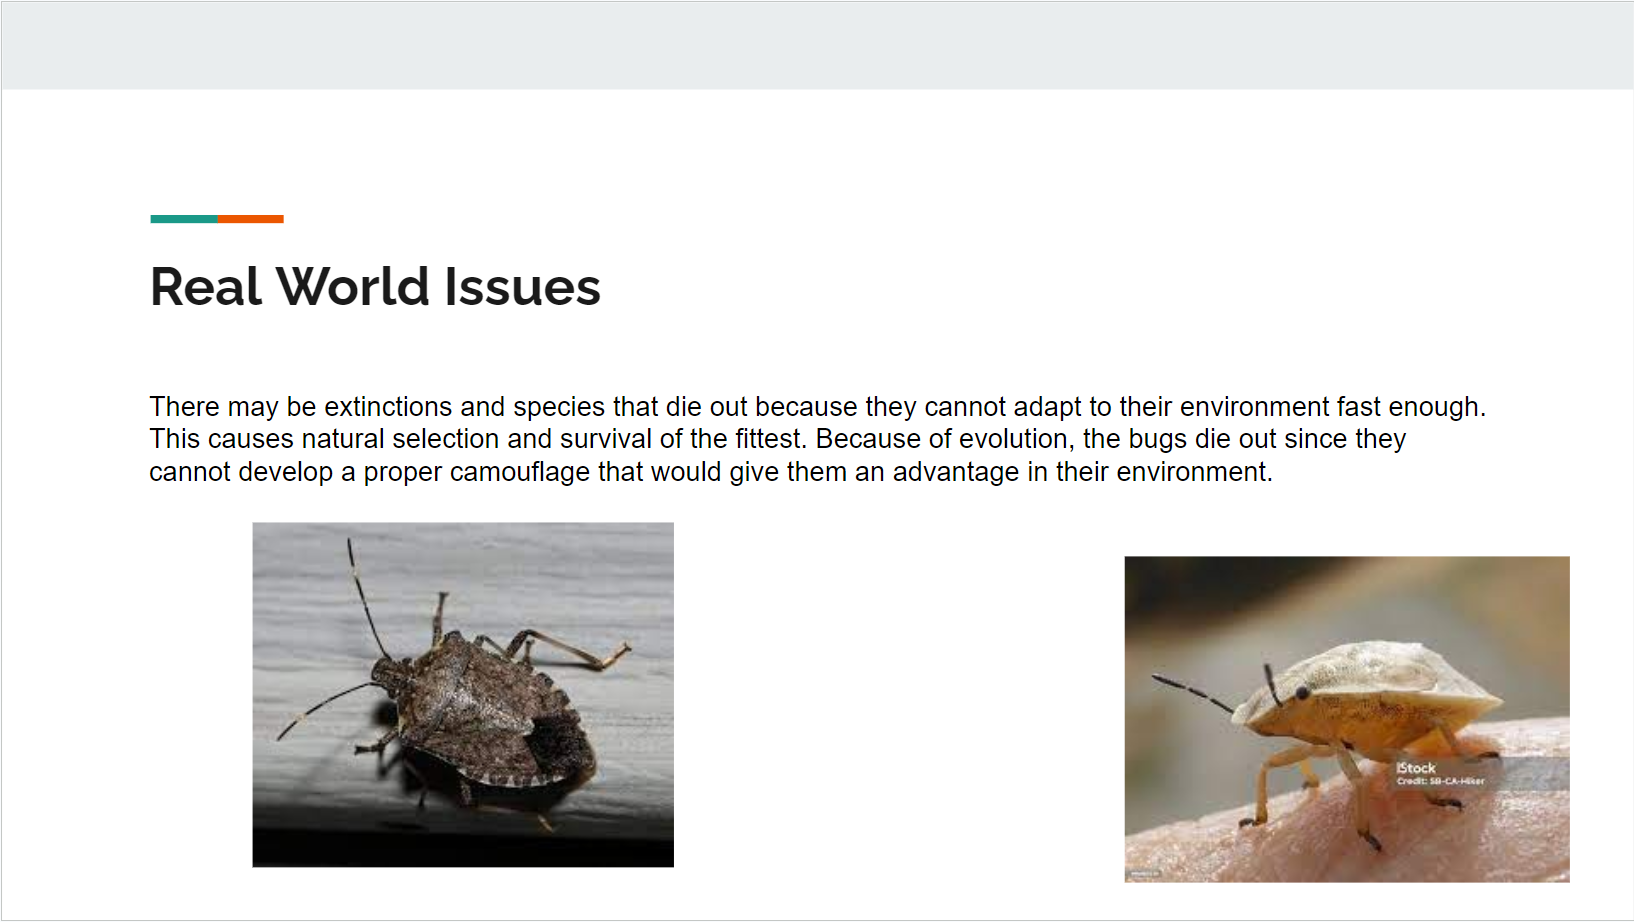 Real World Issues
There may be extinctions and species that die out because they cannot adapt to their environment fast enough.
This causes natural selection and survival of the fittest. Because of evolution, the bugs die out since they
cannot develop a proper camouflage that would give them an advantage in their environment.
iStock
Credit: SB-CA-Hiker